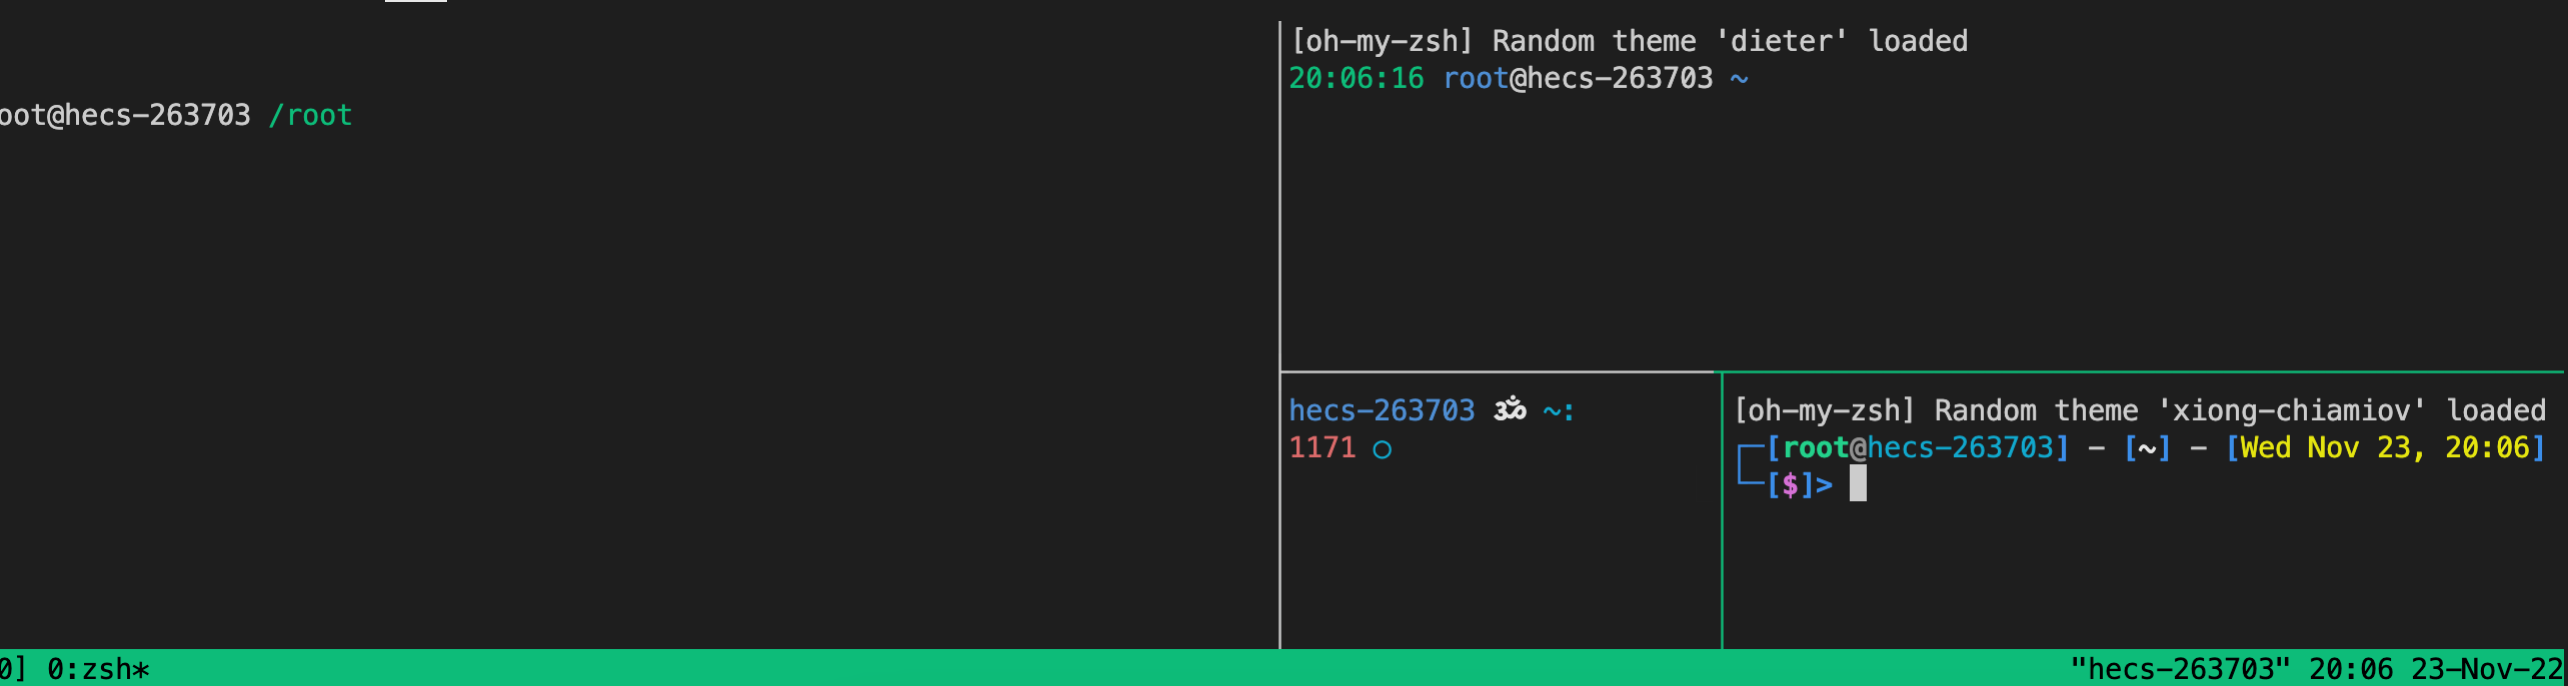 oot@hecs-263703 /root
[oh-my-zsh] Random theme 'dieter' loaded
20:06:16 root@hecs-263703 ~
hecs-263703 ॐ ~:
1171 ○
[oh-my-zsh] Random theme 'xiong-chiamiov' loaded
┌─[root@hecs-263703] – [~] – [Wed Nov 23, 20:06]
└─[$]>
0] 0:zsh* "hecs-263703" 20:06 23-Nov-22